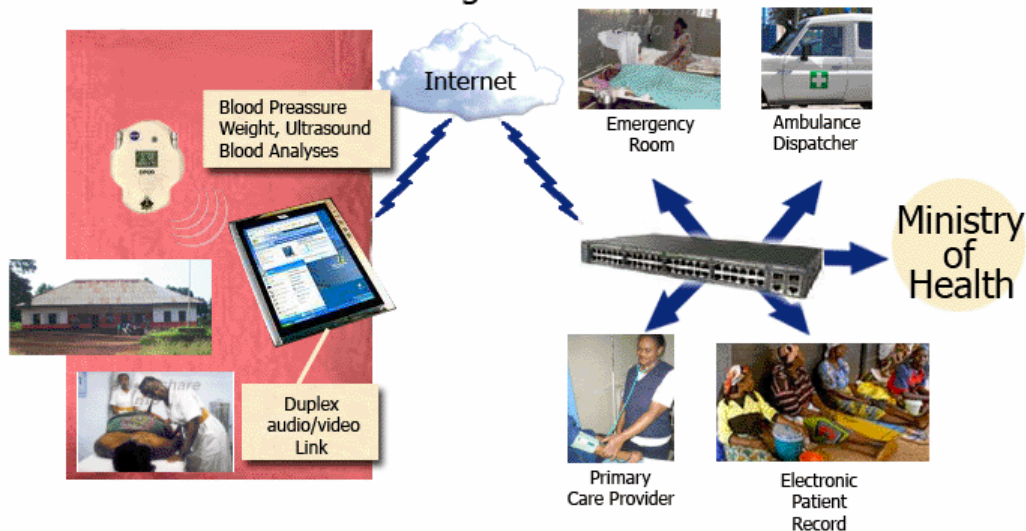 Internet
Blood Preassure
Weight, Ultrasound
Blood Analyses
Duplex
audio/video
Link
Emergency
Room
Ambulance
Dispatcher
Ministry
of
Health
Primary
Care Provider
Electronic
Patient
Record